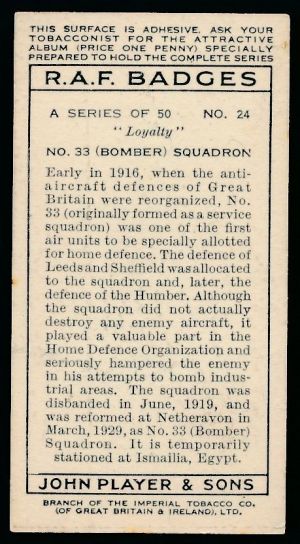 THIS SURFACE IS ADHESIVE. ASK YOUR
TOBACCONIST FOR THE ATTRACTIVE
ALBUM (PRICE ONE PENNY) SPECIALLY
PREPARED TO HOLD THE COMPLETE SERIES
R.A.F. BADGES
A SERIES OF 50 NO. 24
"Loyalty"
NO. 33 (BOMBER) SQUADRON
Early in 1916, when the anti-
aircraft defences of Great
Britain were reorganized, No.
33 (originally formed as a service
squadron) was one of the first
air units to be specially allotted
for home defence. The defence of
Leeds and Sheffield was allocated
to the squadron and, later, the
defence of the Humber. Although
the squadron did not actually
destroy any enemy aircraft, it
played a valuable part in the
Home Defence Organization and
seriously hampered the enemy
in his attempts to bomb indus-
trial areas. The squadron was
disbanded in June, 1919, and
was reformed at Netheravon in
March, 1929, as No. 33 (Bomber)
Squadron. It is temporarily
stationed at Ismailia, Egypt.
JOHN PLAYER & SONS
BRANCH OF THE IMPERIAL TOBACCO CO.
(OF GREAT BRITAIN & IRELAND), LTD.